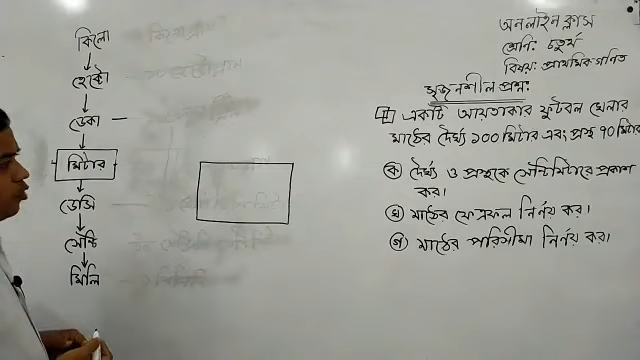 অনলাইন ক্লাস
শ্রেণি: চতুর্থ
বিষয়: প্রাথমিক গণিত
সৃজনশীল প্রশ্ন:
একটি আয়তাকার ফুটবল খেলার
মাঠের দৈর্ঘ্য ১০০ মিটার এবং প্রস্থ ৭০ মিটার
ক) দৈর্ঘ্য ও প্রস্থকে সেন্টিমিটারে প্রকাশ
কর।
খ) মাঠের ক্ষেত্রফল নির্ণয় কর।
গ) মাঠের পরিসীমা নির্ণয় কর।
কিলো
হেক্টো
ডেকা
মিটার
ডেসি
সেন্টি
মিলি